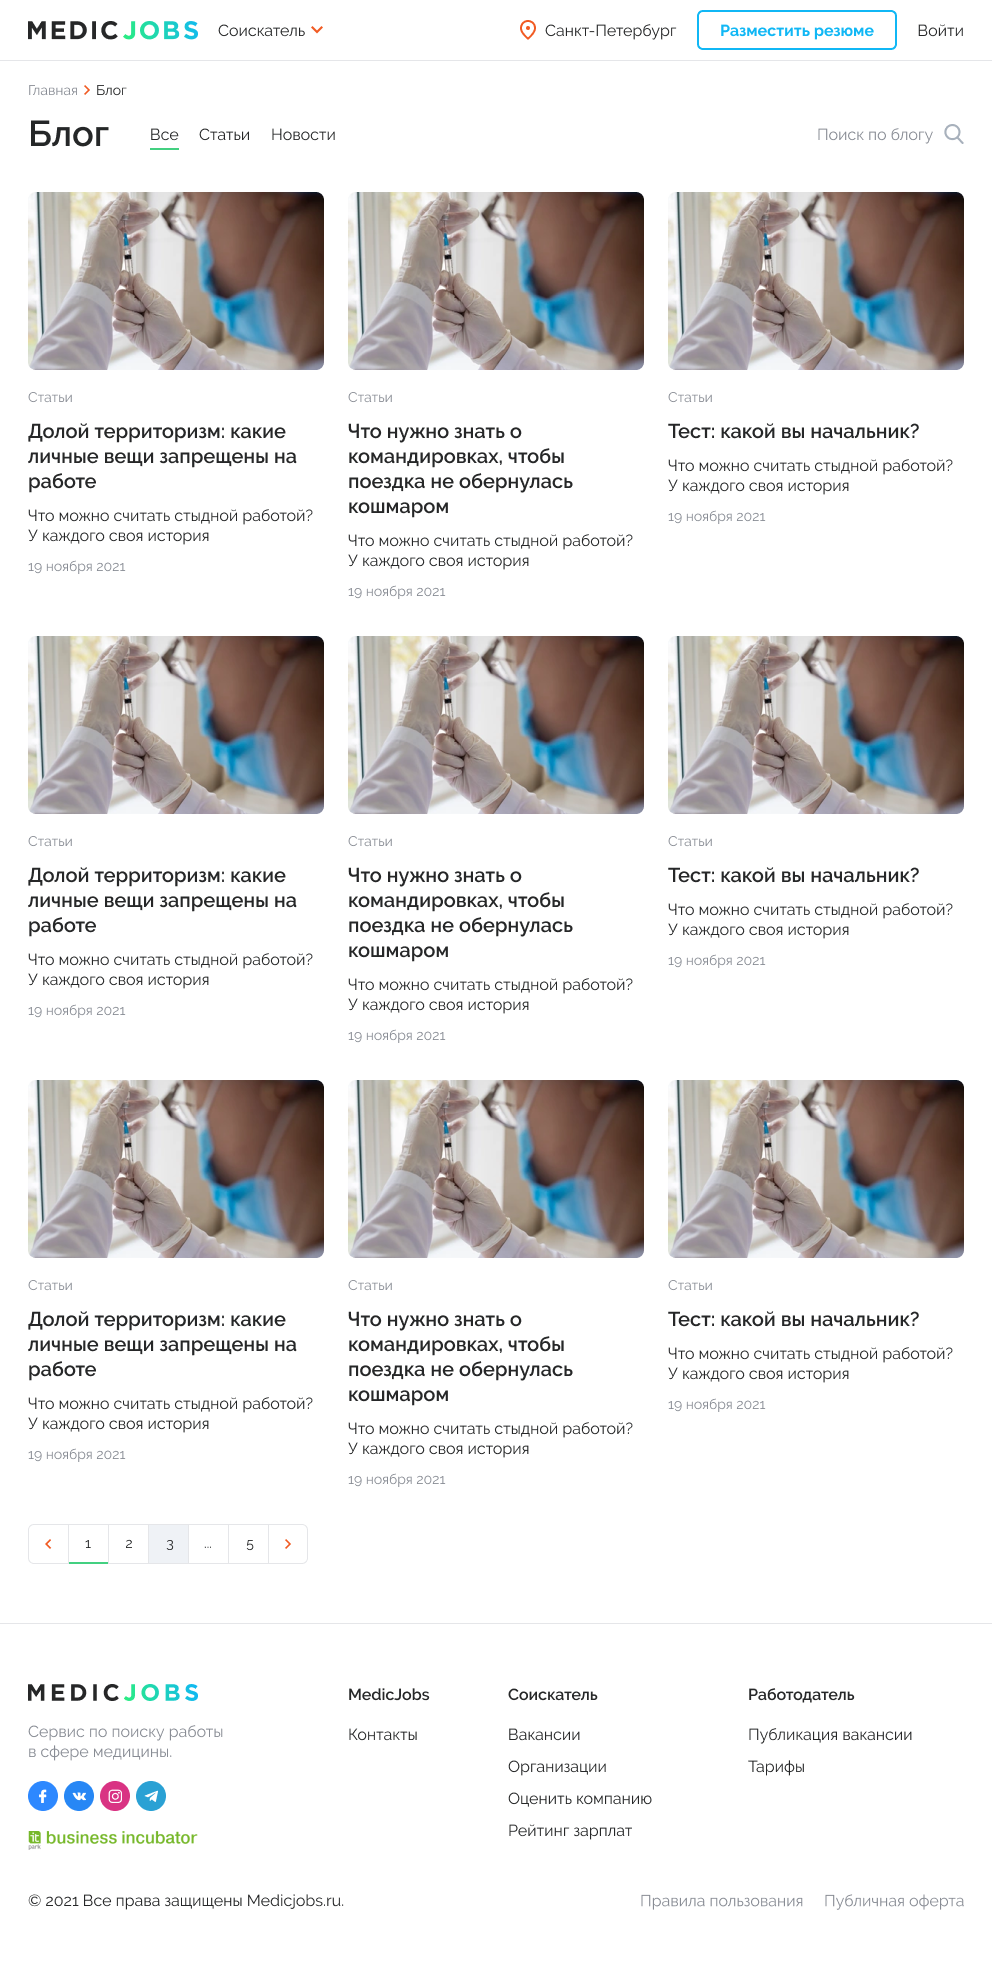 MEDICJOBS Соискатель Санкт-Петербург Разместить резюме Войти
Главная Блог
Блог Все Статьи Новости Поиск по блогу
Статьи
Долой территоризм: какие
личные вещи запрещены на
работе
Что можно считать стыдной работой?
У каждого своя история
19 ноября 2021
Статьи
Что нужно знать о
командировках, чтобы
поездка не обернулась
кошмаром
Что можно считать стыдной работой?
У каждого своя история
19 ноября 2021
Статьи
Тест: какой вы начальник?
Что можно считать стыдной работой?
У каждого своя история
19 ноября 2021
Статьи
Долой территоризм: какие
личные вещи запрещены на
работе
Что можно считать стыдной работой?
У каждого своя история
19 ноября 2021
Статьи
Что нужно знать о
командировках, чтобы
поездка не обернулась
кошмаром
Что можно считать стыдной работой?
У каждого своя история
19 ноября 2021
Статьи
Тест: какой вы начальник?
Что можно считать стыдной работой?
У каждого своя история
19 ноября 2021
Статьи
Долой территоризм: какие
личные вещи запрещены на
работе
Что можно считать стыдной работой?
У каждого своя история
19 ноября 2021
Статьи
Что нужно знать о
командировках, чтобы
поездка не обернулась
кошмаром
Что можно считать стыдной работой?
У каждого своя история
19 ноября 2021
Статьи
Тест: какой вы начальник?
Что можно считать стыдной работой?
У каждого своя история
19 ноября 2021
1 2 3 ... 5
MEDICJOBS
Сервис по поиску работы
в сфере медицины.
it park business incubator
MedicJobs
Контакты
Соискатель
Вакансии
Организации
Оценить компанию
Рейтинг зарплат
Работодатель
Публикация вакансии
Тарифы
© 2021 Все права защищены Medicjobs.ru. Правила пользования Публичная оферта